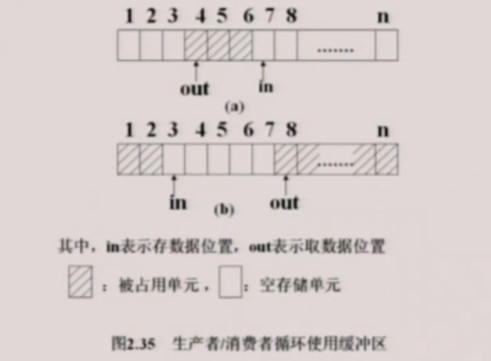 1 2 3 4 5 6 7 8 n
.......
out in
(a)
1 2 3 4 5 6 7 8 n
.......
in (b) out
其中，in表示存数据位置，out表示取数据位置
：被占用单元，：空存储单元
图2.35 生产者/消费者循环使用缓冲区